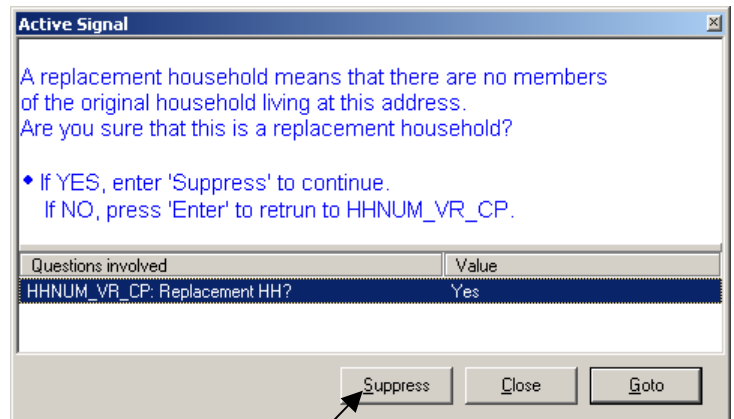 Active Signal
A replacement household means that there are no members
of the original household living at this address.
Are you sure that this is a replacement household?
• If YES, enter 'Suppress' to continue.
If NO, press 'Enter' to retrun to HHNUM_VR_CP.
Questions involved Value
HHNUM_VR_CP: Replacement HH? Yes
Suppress Close Goto